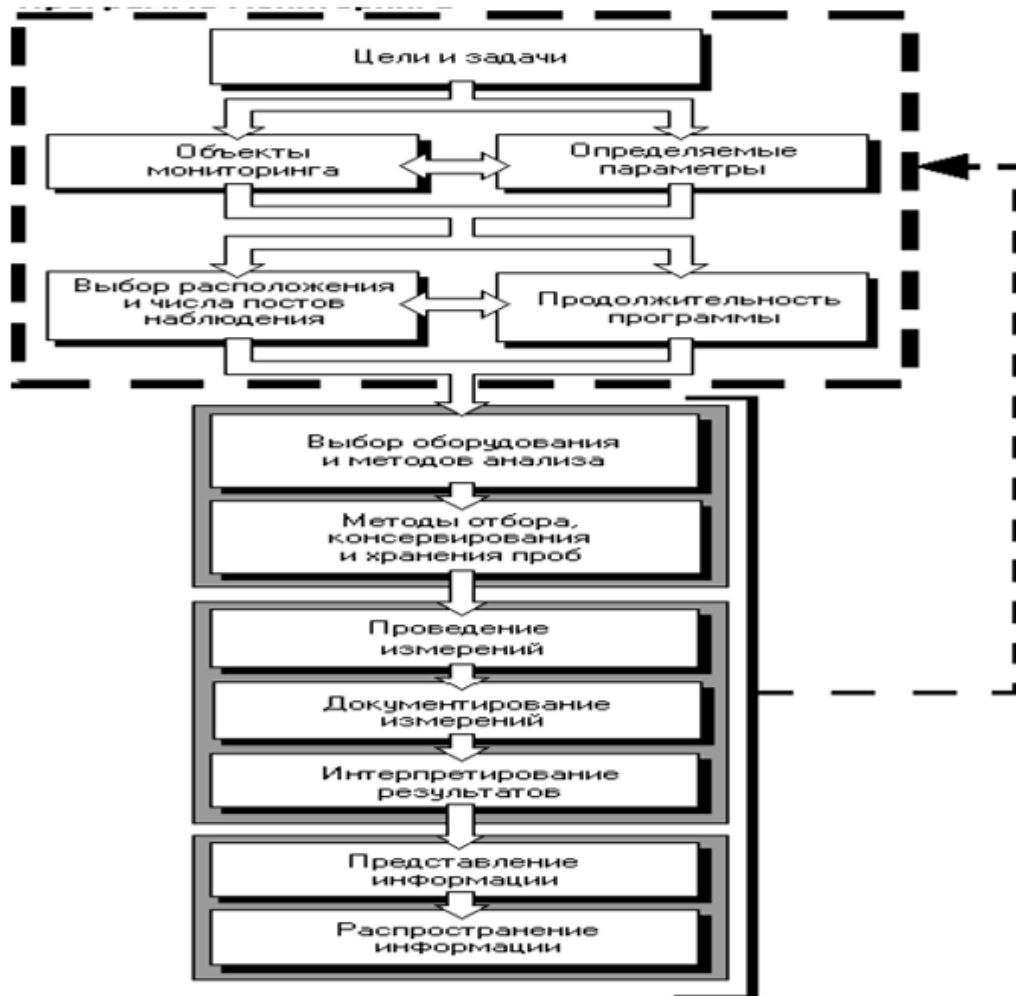 Цели и задачи
Объекты
мониторинга
Определяемые
параметры
Выбор расположения
и числа постов
наблюдения
Продолжительность
программы
Выбор оборудования
и методов анализа
Методы отбора,
консервирования
и хранения проб
Проведение
измерений
Документирование
измерений
Интерпретирование
результатов
Представление
информации
Распространение
информации